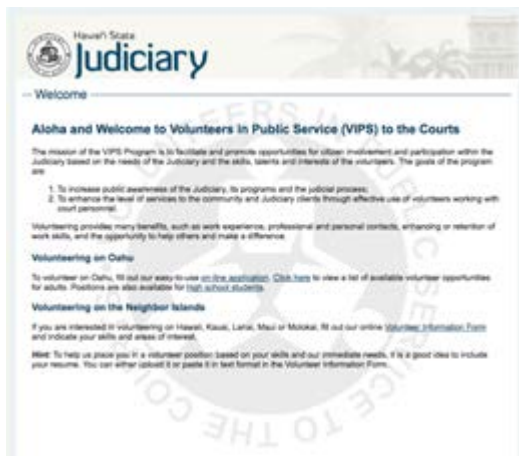 Hawai'i State
Judiciary
Welcome
Aloha and Welcome to Volunteers in Public Service (VIPS) to the Courts
The mission of the VIPS Program is to facilitate and promote opportunities for citizen involvement and participation within the
Judiciary based on the needs of the Judiciary and the skills, talents and interests of the volunteers. The goals of the program
are
1. To increase public awareness of the Judiciary, its programs and the judicial process;
2. To enhance the level of services to the community and Judiciary clients through effective use of volunteers working with
court personnel.
Volunteering provides many benefits, such as work experience, professional and personal contacts, enhancing or retention of
work skills, and the opportunity to help others and make a difference.
Volunteering on Oahu
To volunteer on Oahu, fill out our easy-to-use on-line application. Click here to view a list of available volunteer opportunities
for adults. Positions are also available for high school students.
Volunteering on the Neighbor Islands
If you are interested in volunteering on Hawaii, Kauai, Lanai, Maui or Molokai, fill out our online Volunteer Information Form
and indicate your skills and areas of interest.
Hint: To help us place you in a volunteer position based on your skills and our immediate needs, it is a good idea to include
your resume. You can either upload it or paste it in text format in the Volunteer Information Form.